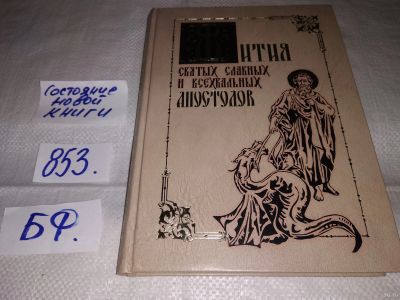 Состояние
новой
книги
853.
БФ.
Жития
святых славных
и всехвальных
апостолов